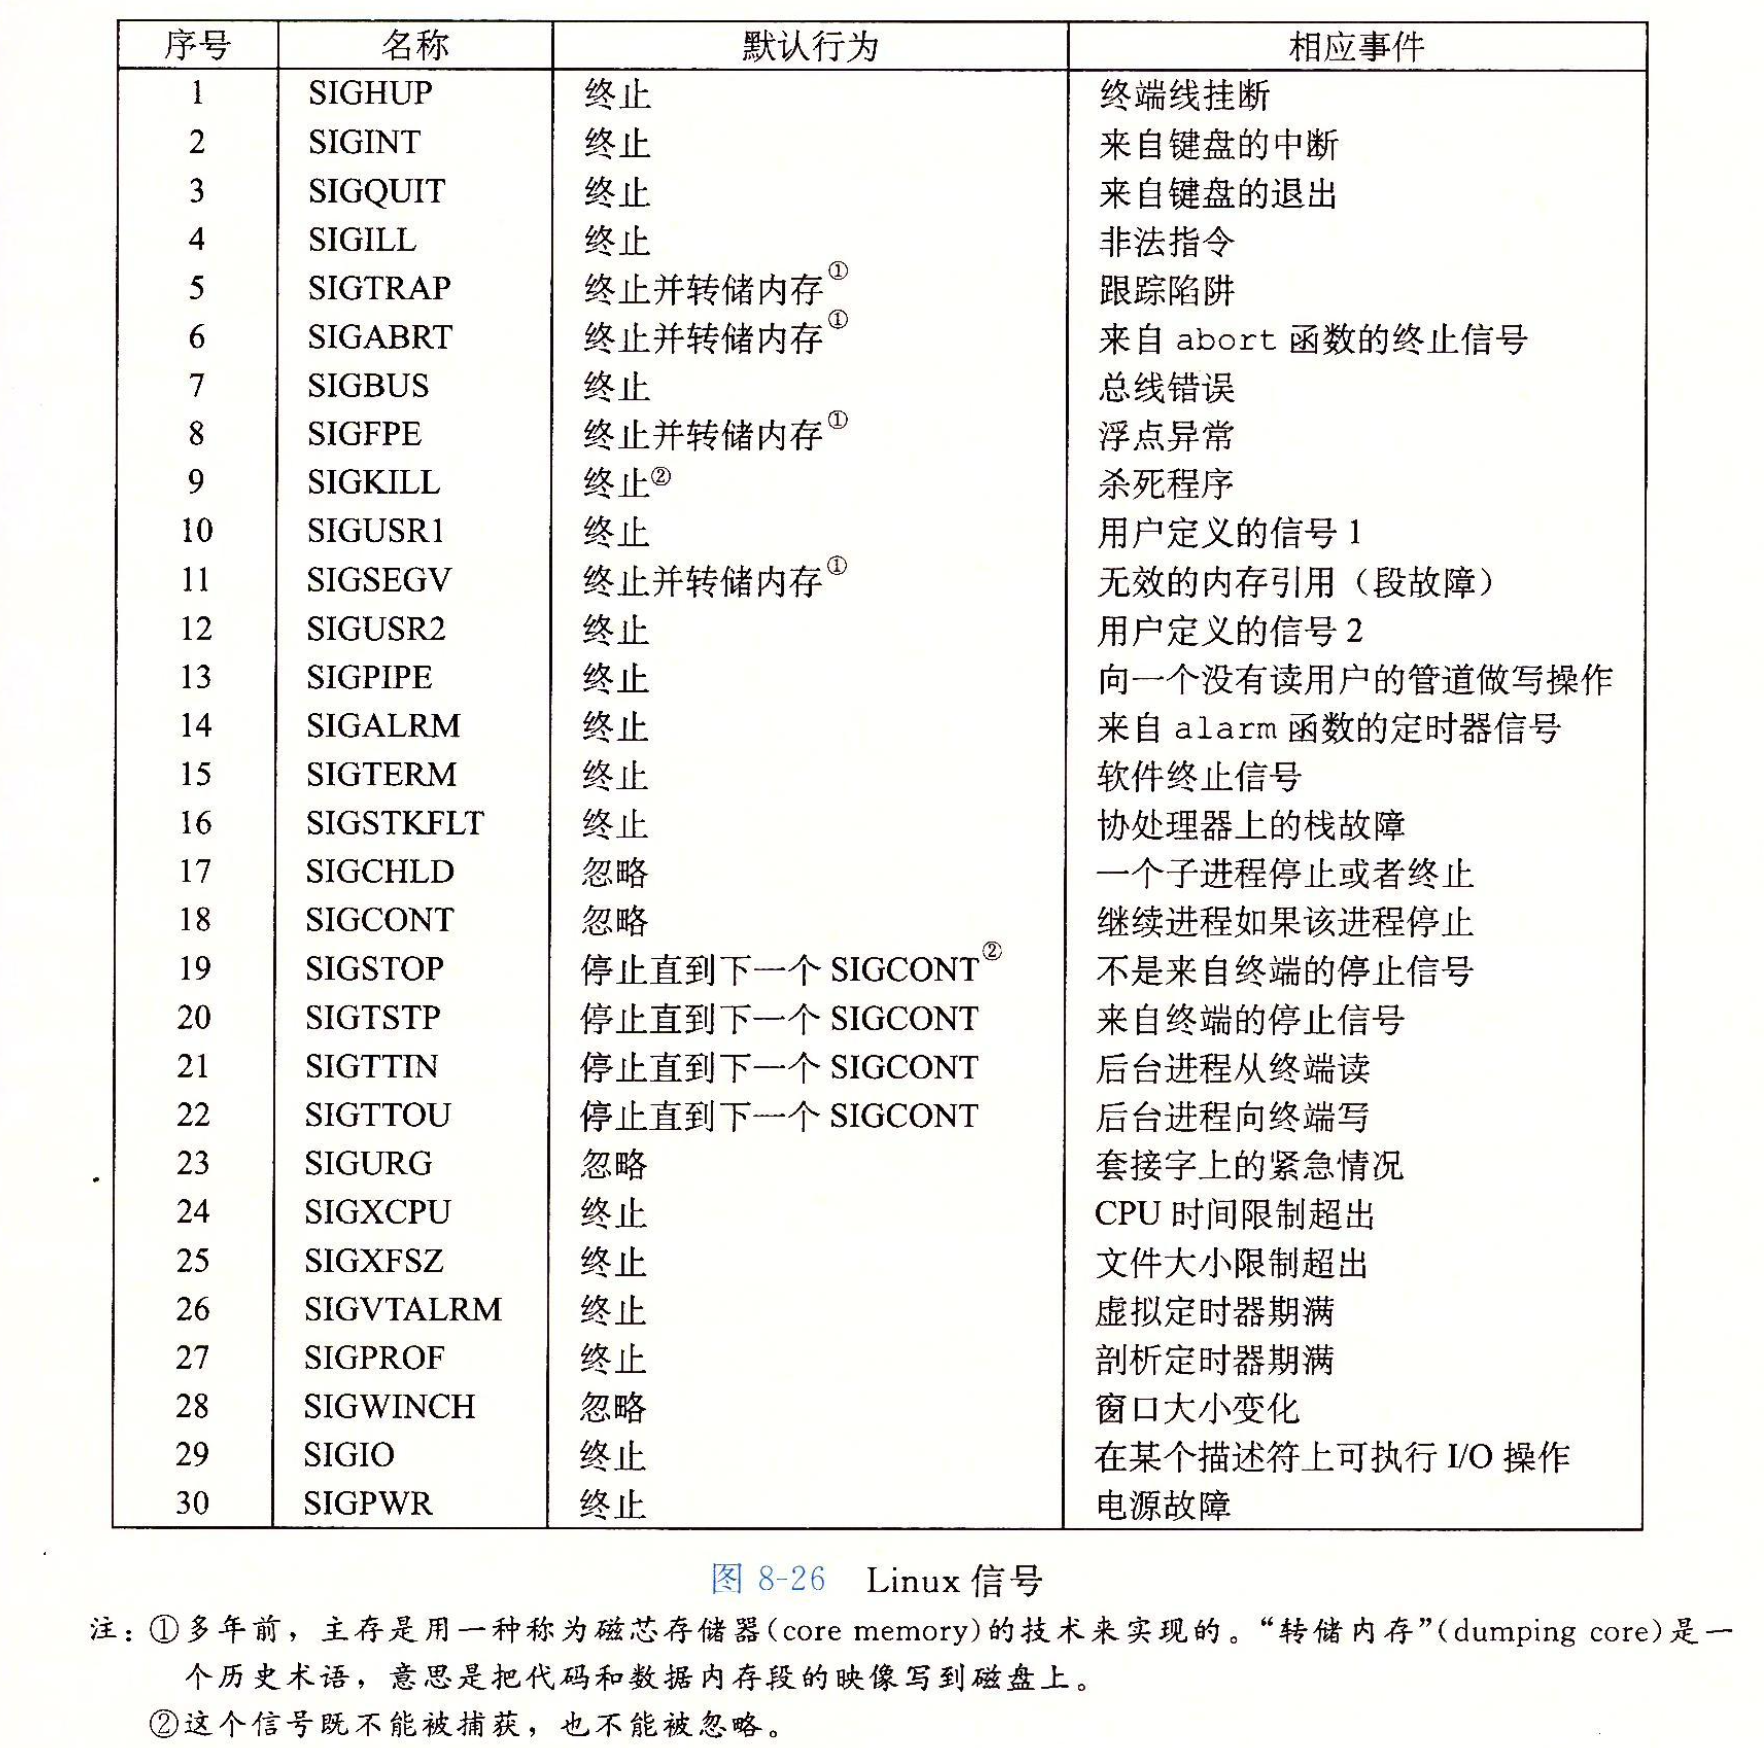 序号 名称 默认行为 相应事件
1 SIGHUP 终止 终端线挂断
2 SIGINT 终止 来自键盘的中断
3 SIGQUIT 终止 来自键盘的退出
4 SIGILL 终止 非法指令
5 SIGTRAP 终止并转储内存① 跟踪陷阱
6 SIGABRT 终止并转储内存① 来自 abort 函数的终止信号
7 SIGBUS 终止 总线错误
8 SIGFPE 终止并转储内存① 浮点异常
9 SIGKILL 终止② 杀死程序
10 SIGUSR1 终止 用户定义的信号 1
11 SIGSEGV 终止并转储内存① 无效的内存引用（段故障）
12 SIGUSR2 终止 用户定义的信号 2
13 SIGPIPE 终止 向一个没有读用户的管道做写操作
14 SIGALRM 终止 来自 alarm 函数的定时器信号
15 SIGTERM 终止 软件终止信号
16 SIGSTKFLT 终止 协处理器上的栈故障
17 SIGCHLD 忽略 一个子进程停止或者终止
18 SIGCONT 忽略 继续进程如果该进程停止
19 SIGSTOP 停止直到下一个 SIGCONT② 不是来自终端的停止信号
20 SIGTSTP 停止直到下一个 SIGCONT 来自终端的停止信号
21 SIGTTIN 停止直到下一个 SIGCONT 后台进程从终端读
22 SIGTTOU 停止直到下一个 SIGCONT 后台进程向终端写
23 SIGURG 忽略 套接字上的紧急情况
24 SIGXCPU 终止 CPU 时间限制超出
25 SIGXFSZ 终止 文件大小限制超出
26 SIGVTALRM 终止 虚拟定时器期满
27 SIGPROF 终止 剖析定时器期满
28 SIGWINCH 忽略 窗口大小变化
29 SIGIO 终止 在某个描述符上可执行 I/O 操作
30 SIGPWR 终止 电源故障
图 8-26 Linux 信号
注：①多年前，主存是用一种称为磁芯存储器(core memory)的技术来实现的。“转储内存”(dumping core)是一
个历史术语，意思是把代码和数据内存段的映像写到磁盘上。
②这个信号既不能被捕获，也不能被忽略。